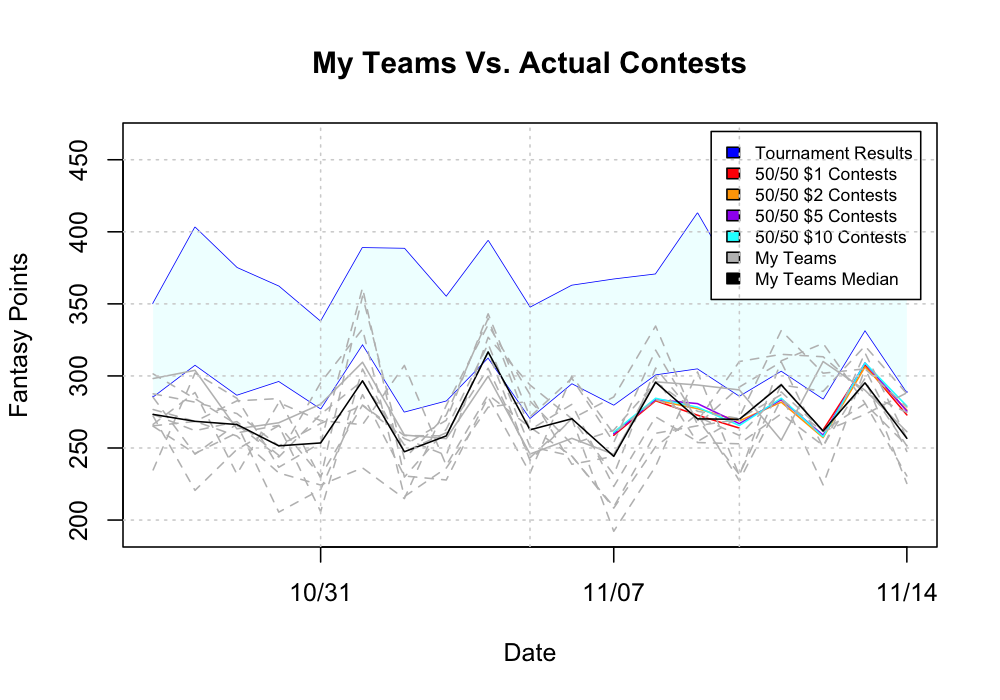 My Teams Vs. Actual Contests
Fantasy Points
450
400
350
300
250
200
Tournament Results
50/50 $1 Contests
50/50 $2 Contests
50/50 $5 Contests
50/50 $10 Contests
My Teams
My Teams Median
10/31
11/07
11/14
Date